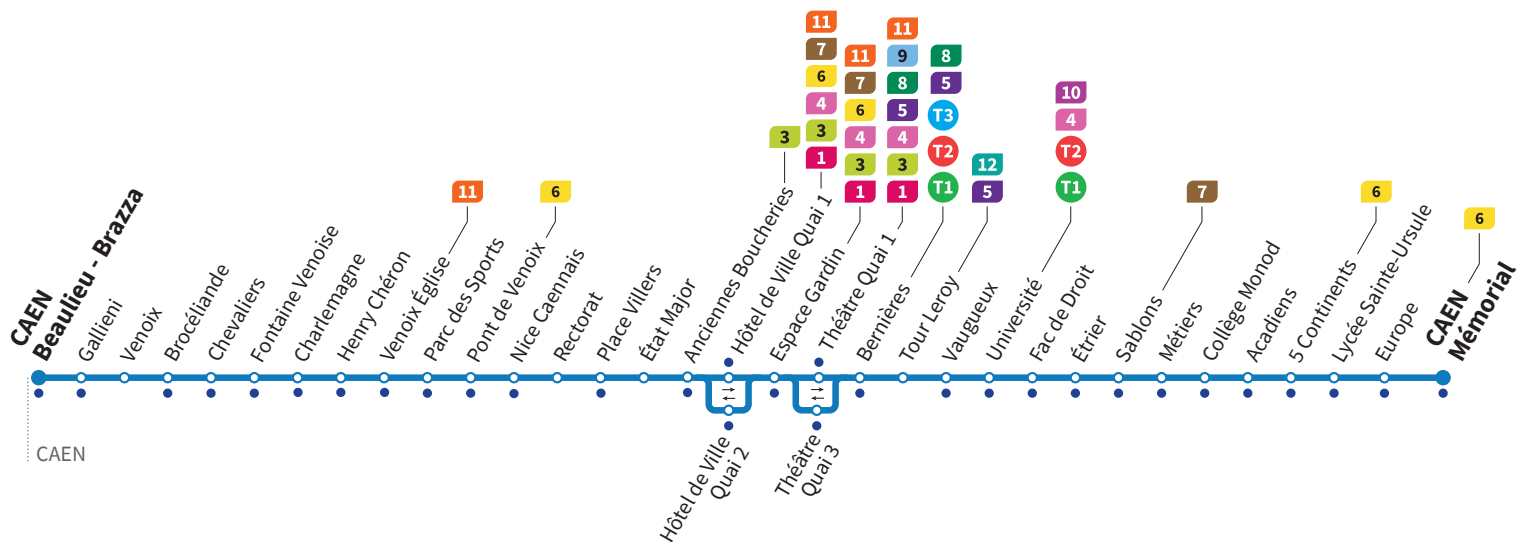 CAEN
Beaulieu - Brazza
Gallieni
Venoix
Brocéliande
Chevaliers
Fontaine Venoise
Charlemagne
Henry Chéron
Venoix Église
11
Parc des Sports
Pont de Venoix
6
Nice Caennais
Rectorat
Place Villers
État Major
Anciennes Boucheries
3
Hôtel de Ville Quai 1
11
7
6
4
3
1
Espace Gardin
11
7
6
4
3
1
Théâtre Quai 1
11
9
8
5
4
3
1
Bernières
8
5
T3
T2
T1
Tour Leroy
12
5
Vaugueux
Université
10
4
T2
T1
Fac de Droit
Étrier
Sablons
7
Métiers
Collège Monod
Acadiens
5 Continents
6
Lycée Sainte-Ursule
Europe
CAEN
Mémorial
6
Hôtel de Ville
Quai 2
Théâtre
Quai 3
CAEN